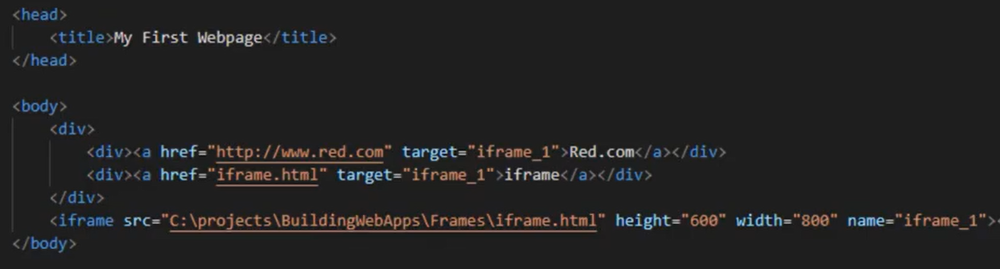 <head>
    <title>My First Webpage</title>
</head>

<body>
    <div>
        <div><a href="http://www.red.com" target="iframe_1">Red.com</a></div>
        <div><a href="iframe.html" target="iframe_1">iframe</a></div>
    </div>
    <iframe src="C:\projects\BuildingWebApps\Frames\iframe.html" height="600" width="800" name="iframe_1"><
</body>